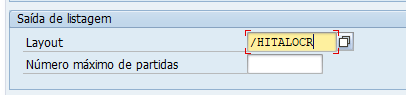 Saída de listagem
Layout /HITALOCR
Número máximo de partidas